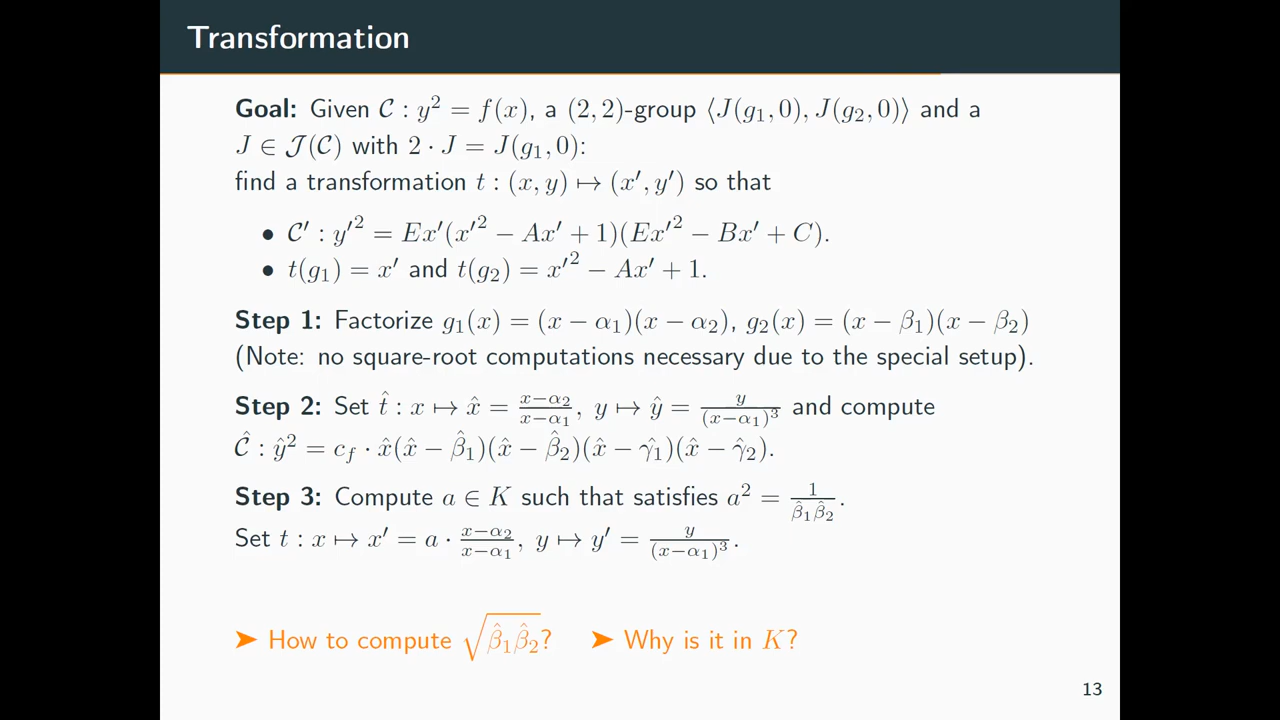 Transformation
Goal: Given 𝒞 : y² = f(x), a (2, 2)-group ⟨J(g₁, 0), J(g₂, 0)⟩ and a
J ∈ 𝒥(𝒞) with 2 · J = J(g₁, 0):
find a transformation t : (x, y) ↦ (x′, y′) so that
• 𝒞′ : y′² = Ex′(x′² − Ax′ + 1)(Ex′² − Bx′ + C).
• t(g₁) = x′ and t(g₂) = x′² − Ax′ + 1.
Step 1: Factorize g₁(x) = (x − α₁)(x − α₂), g₂(x) = (x − β₁)(x − β₂)
(Note: no square-root computations necessary due to the special setup).
Step 2: Set t̂ : x ↦ x̂ = (x−α₂)/(x−α₁), y ↦ ŷ = y/(x−α₁)³ and compute
𝒞̂ : ŷ² = c_f · x̂(x̂ − β̂₁)(x̂ − β̂₂)(x̂ − γ̂₁)(x̂ − γ̂₂).
Step 3: Compute a ∈ K such that satisfies a² = 1/(β̂₁β̂₂).
Set t : x ↦ x′ = a · (x−α₂)/(x−α₁), y ↦ y′ = y/(x−α₁)³.
➤ How to compute √(β̂₁β̂₂)? ➤ Why is it in K?
13